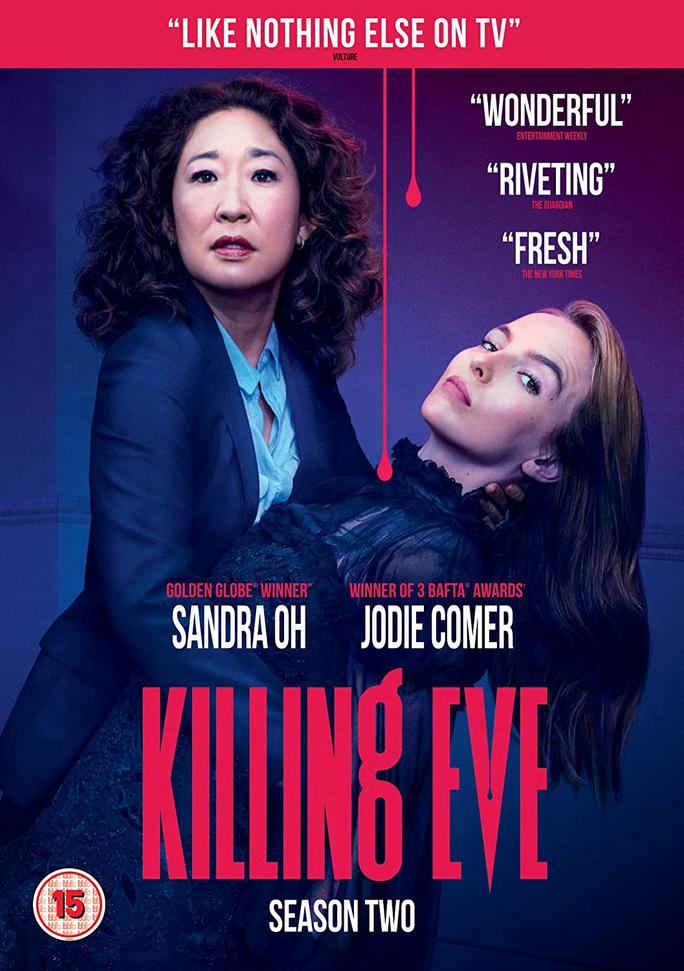 “LIKE NOTHING ELSE ON TV”
VULTURE
“WONDERFUL”
ENTERTAINMENT WEEKLY
“RIVETING”
THE GUARDIAN
“FRESH”
THE NEW YORK TIMES
GOLDEN GLOBE® WINNER”
WINNER OF 3 BAFTA® AWARDS'
SANDRA OH
JODIE COMER
KILLING EVE
15
SEASON TWO